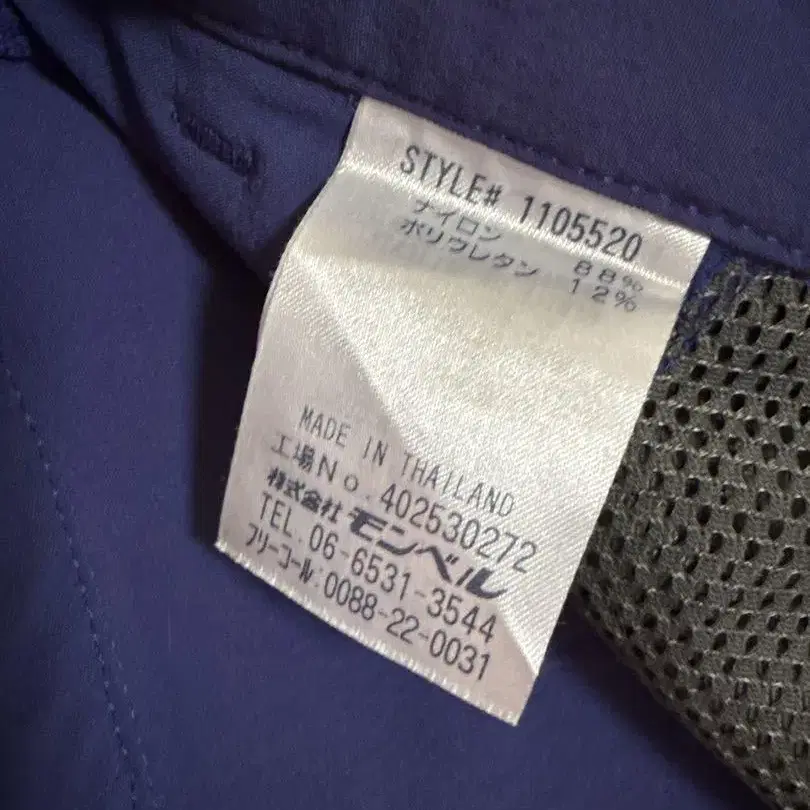 STYLE# 1105520
ナイロン 88%
ポリウレタン 12%
MADE IN THAILAND
工場No.402530272
株式会社モンベル
TEL.06-6531-3544
フリーコール:0088-22-0031